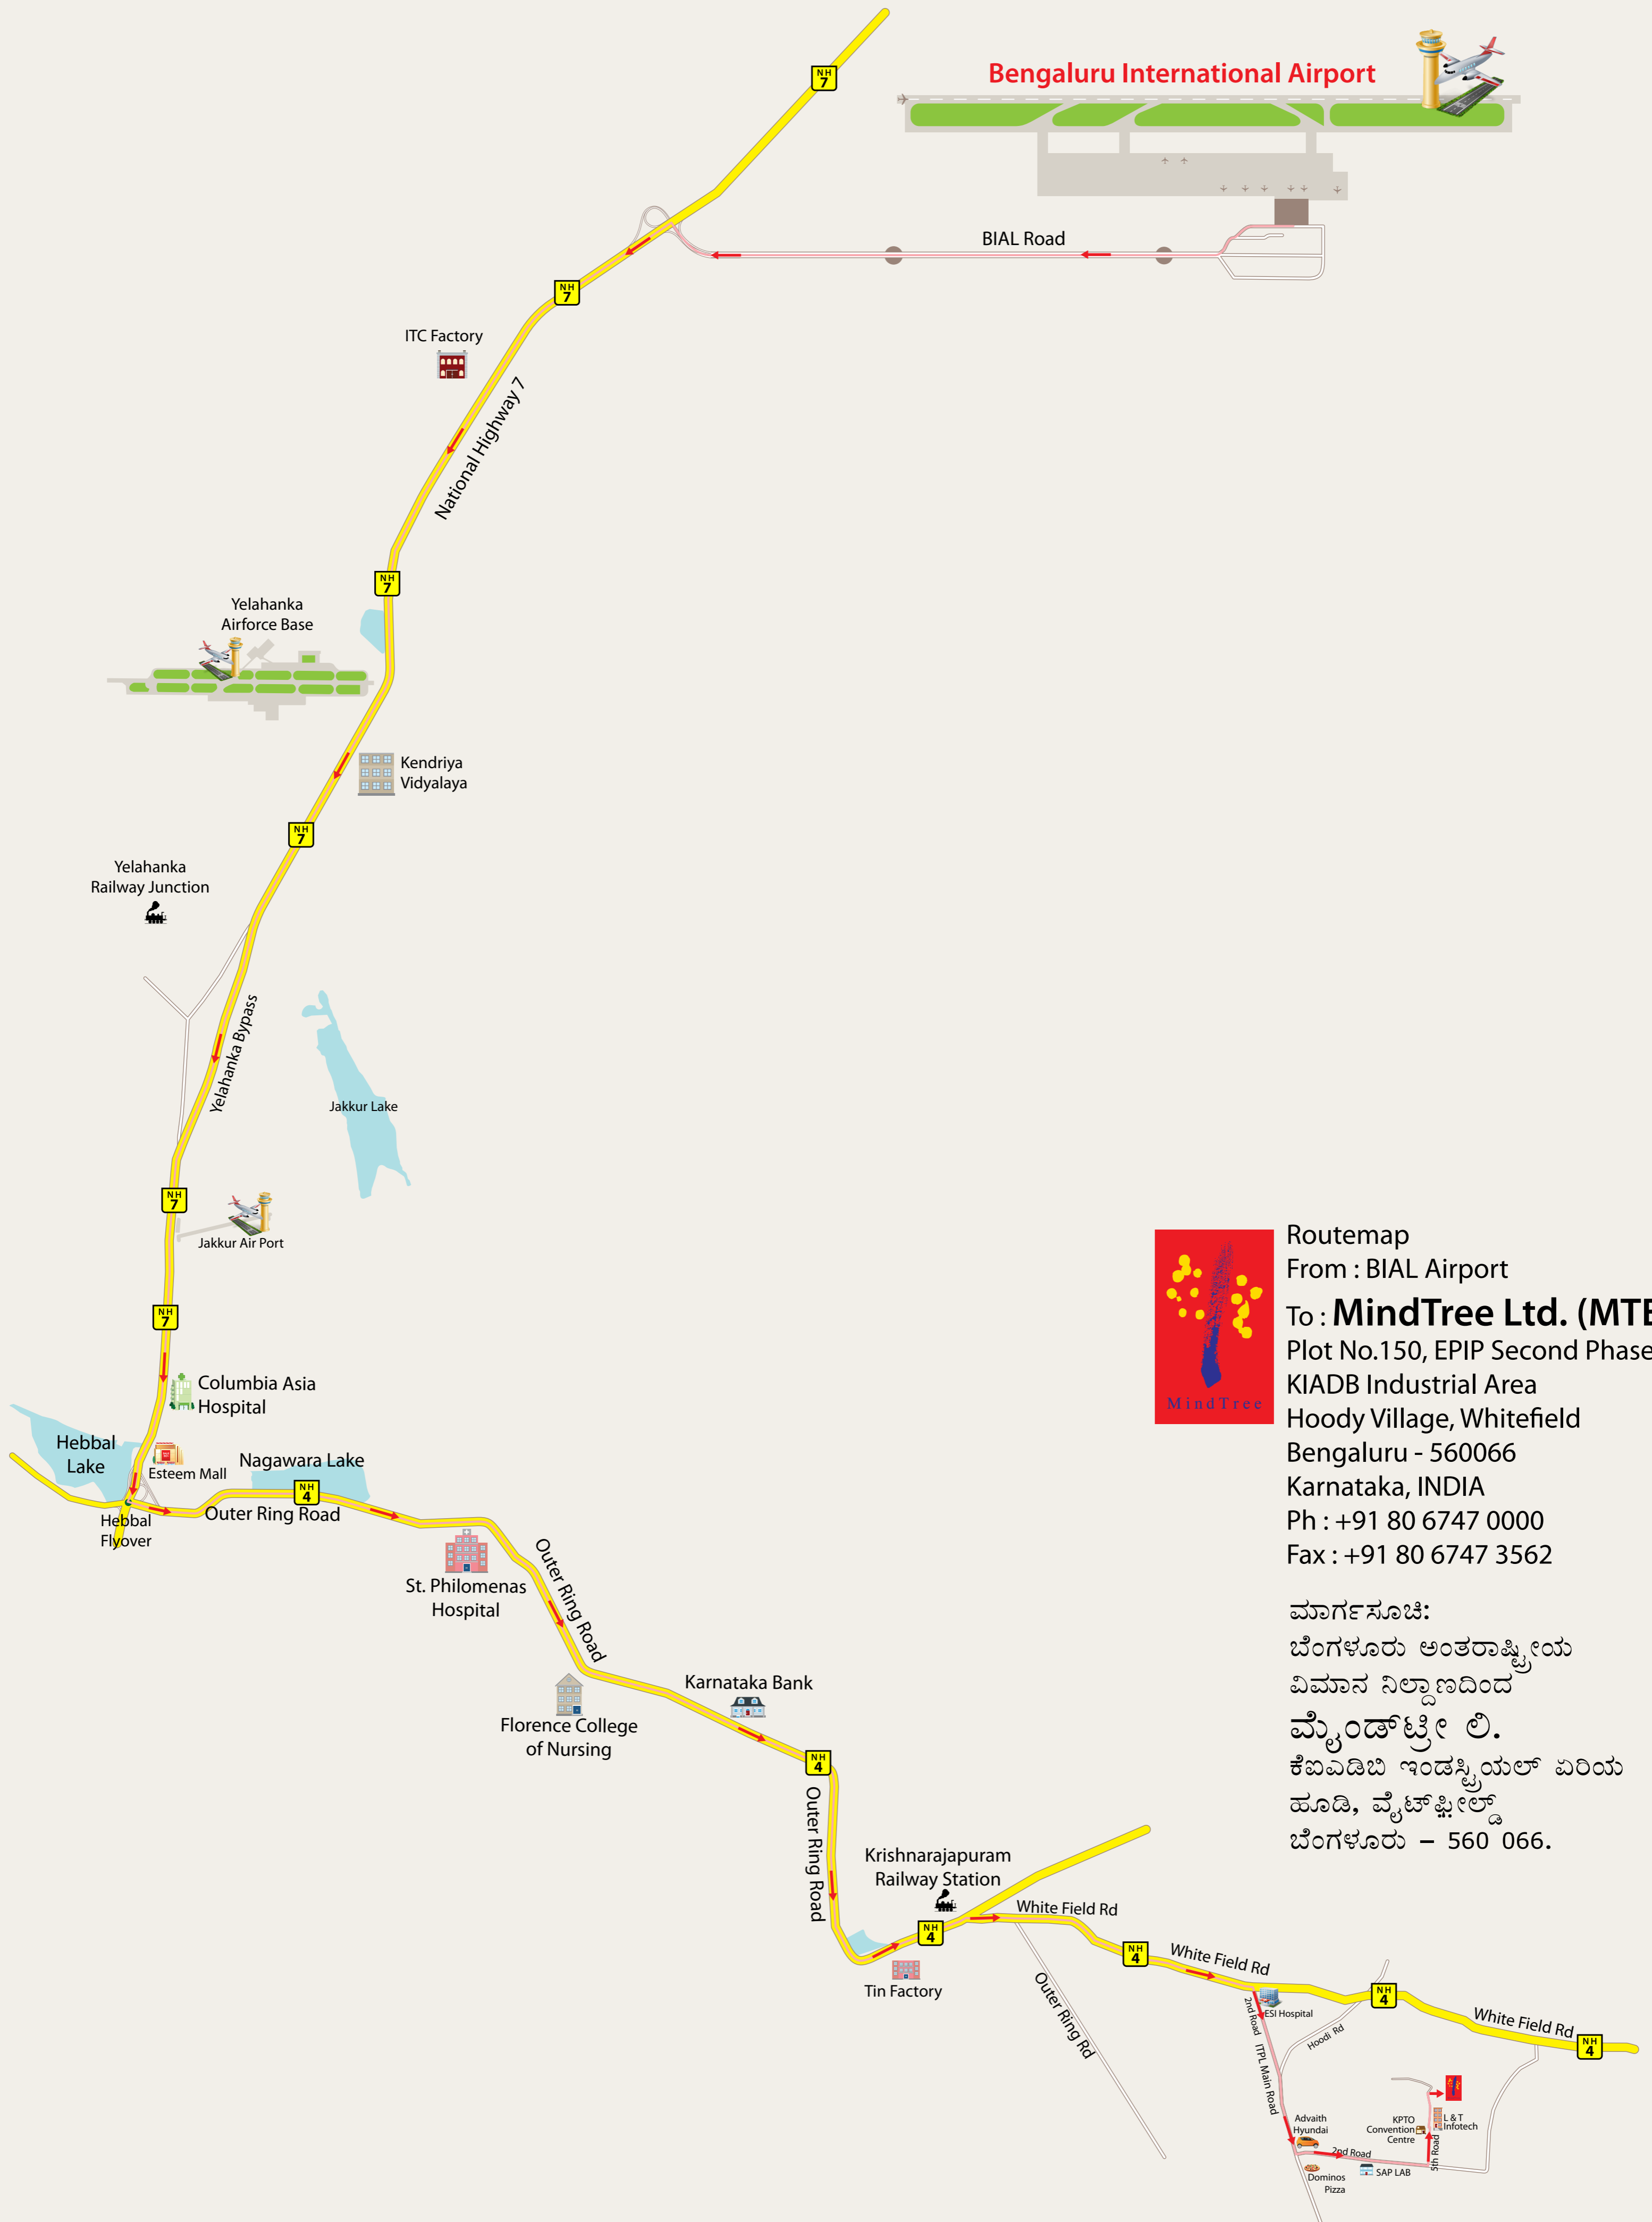 NH
7
Bengaluru International Airport
BIAL Road
NH
7
ITC Factory
National Highway 7
NH
7
Yelahanka
Airforce Base
Kendriya
Vidyalaya
NH
7
Yelahanka
Railway Junction
Yelahanka Bypass
Jakkur Lake
NH
7
Jakkur Air Port
NH
7
Columbia Asia
Hospital
Hebbal
Lake
Esteem Mall
Nagawara Lake
NH
4
Outer Ring Road
Hebbal
Flyover
St. Philomenas
Hospital
Outer Ring Road
Florence College
of Nursing
Karnataka Bank
NH
4
Outer Ring Road
Krishnarajapuram
Railway Station
NH
4
Tin Factory
White Field Rd
Outer Ring Rd
NH
4
White Field Rd
ESI Hospital
2nd Road
ITPL Main Road
Hoodi Rd
NH
4
White Field Rd
NH
4
Advaith
Hyundai
2nd Road
Dominos
Pizza
SAP LAB
5th Road
KPTO
Convention
Centre
L & T
Infotech
MindTree
Routemap
From : BIAL Airport
To : MindTree Ltd. (MTE
Plot No.150, EPIP Second Phase
KIADB Industrial Area
Hoody Village, Whitefield
Bengaluru - 560066
Karnataka, INDIA
Ph : +91 80 6747 0000
Fax : +91 80 6747 3562
ಮಾರ್ಗಸೂಚಿ:
ಬೆಂಗಳೂರು ಅಂತರಾಷ್ಟ್ರೀಯ
ವಿಮಾನ ನಿಲ್ದಾಣದಿಂದ
ಮೈಂಡ್‌ಟ್ರೀ ಲಿ.
ಕೆಐಎಡಿಬಿ ಇಂಡಸ್ಟ್ರಿಯಲ್ ಏರಿಯ
ಹೂಡಿ, ವೈಟ್‌ಫೀಲ್ಡ್
ಬೆಂಗಳೂರು – 560 066.